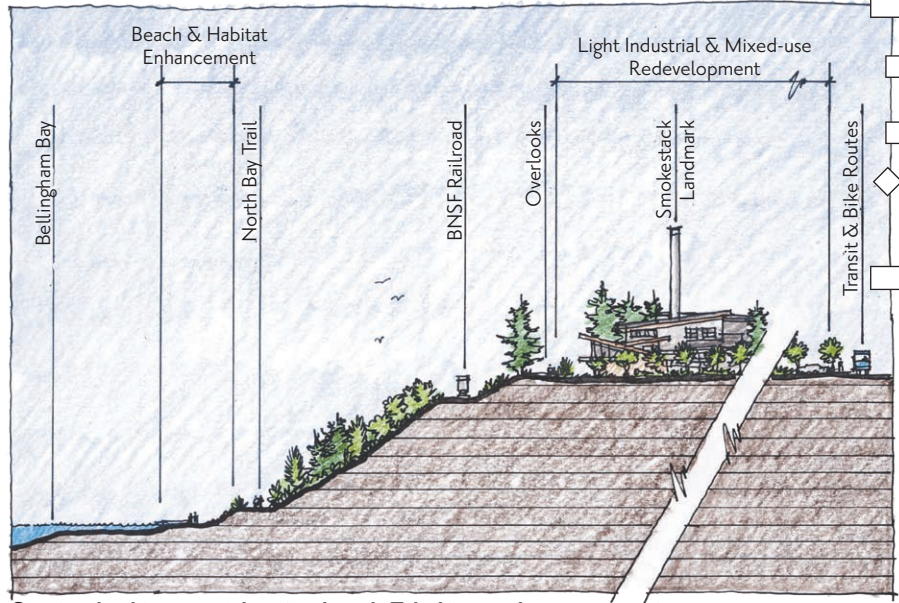 Beach & Habitat
Enhancement
Light Industrial & Mixed-use
Redevelopment
Bellingham Bay
North Bay Trail
BNSF Railroad
Overlooks
Smokestack
Landmark
Transit & Bike Routes